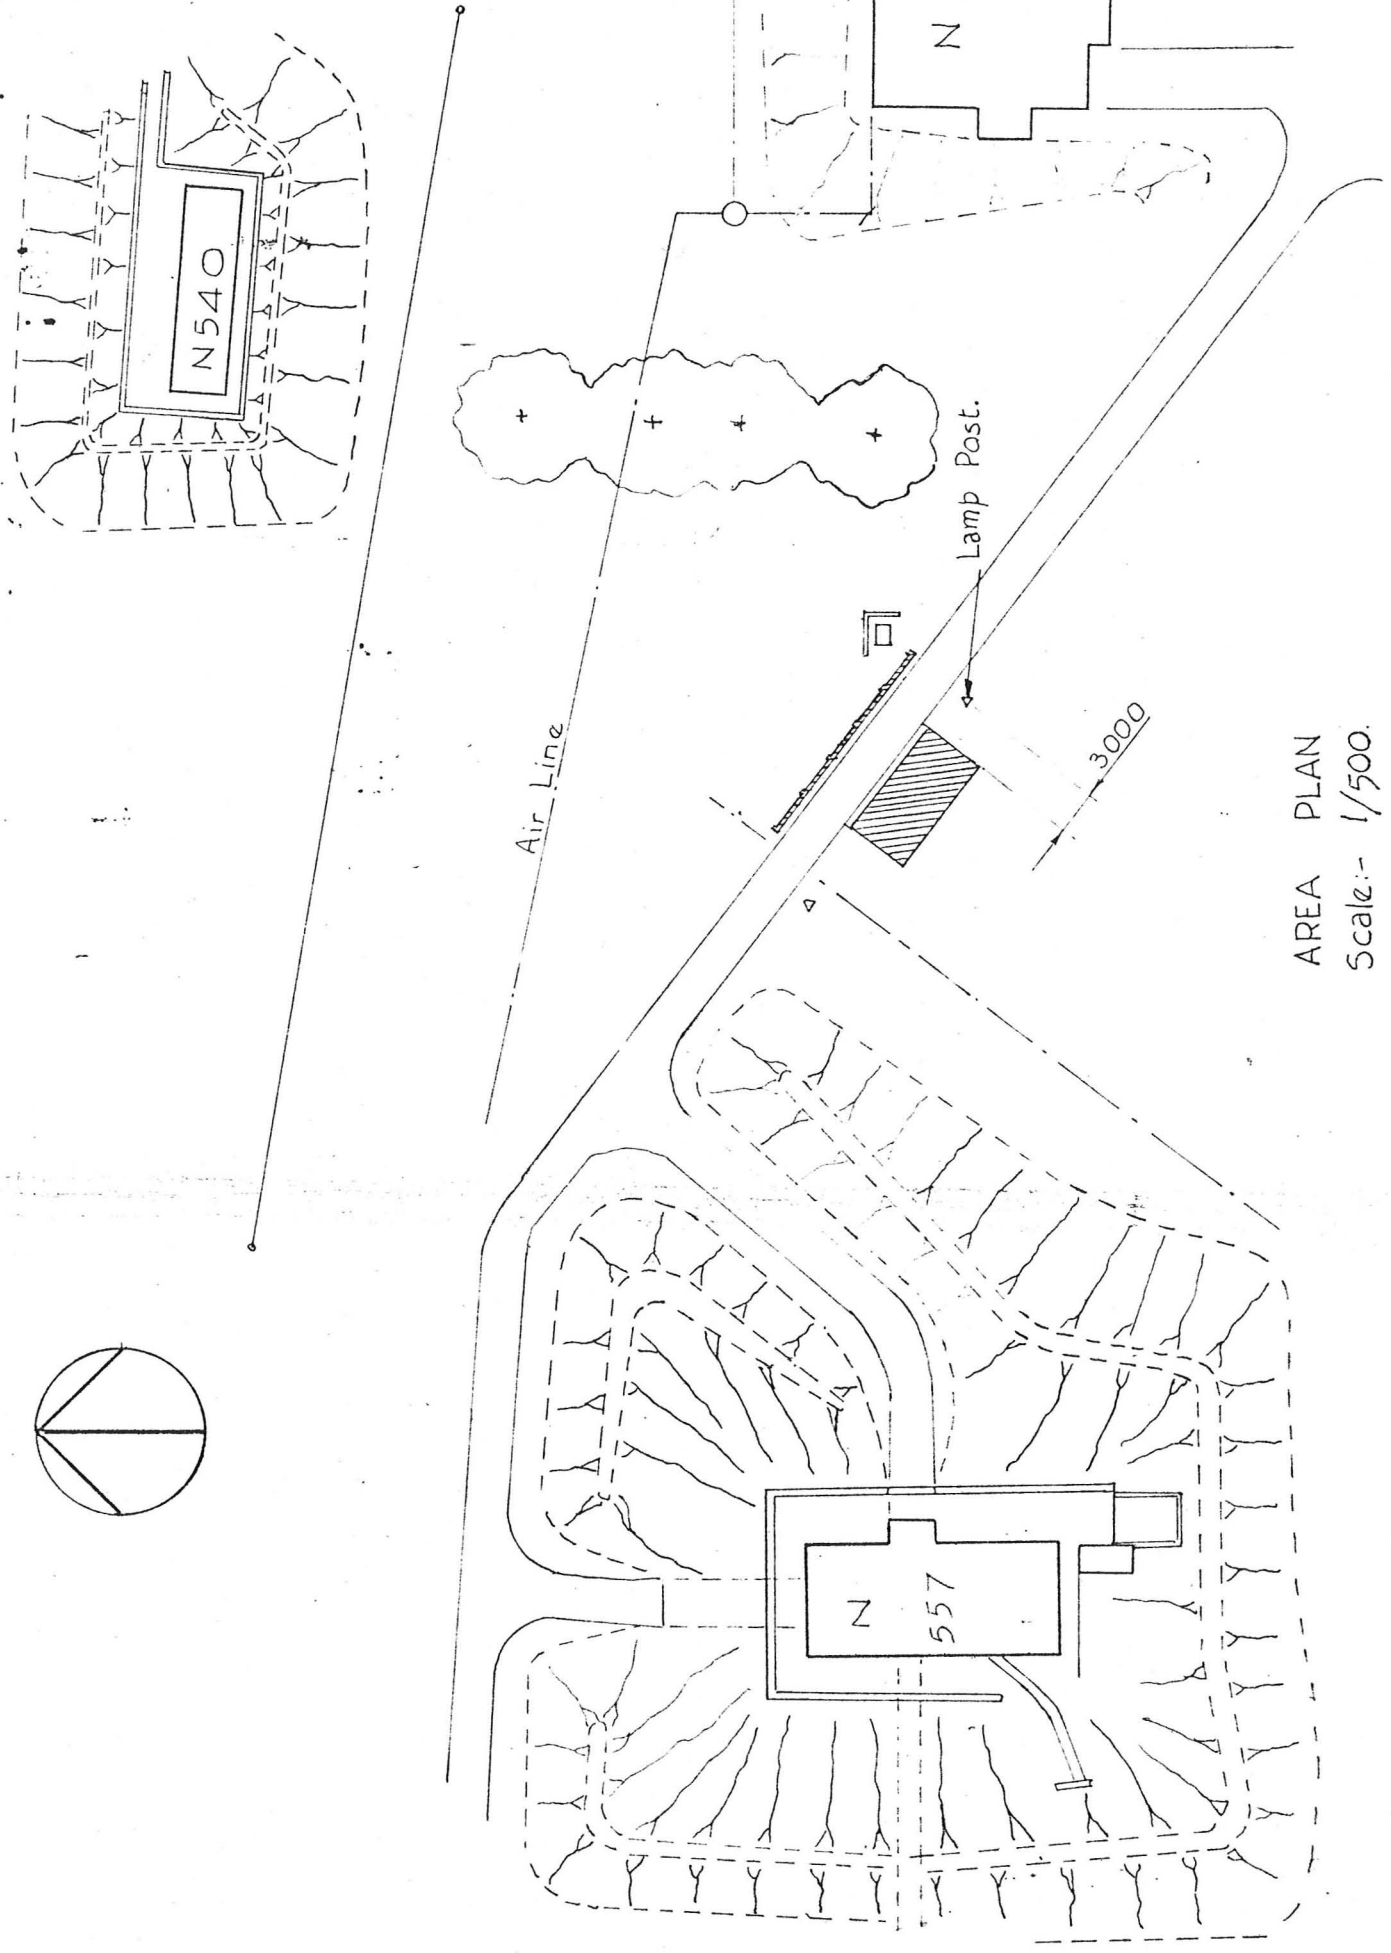 N540
N
Air Line
Lamp Post.
3000
N
557
AREA PLAN
Scale:- 1/500.